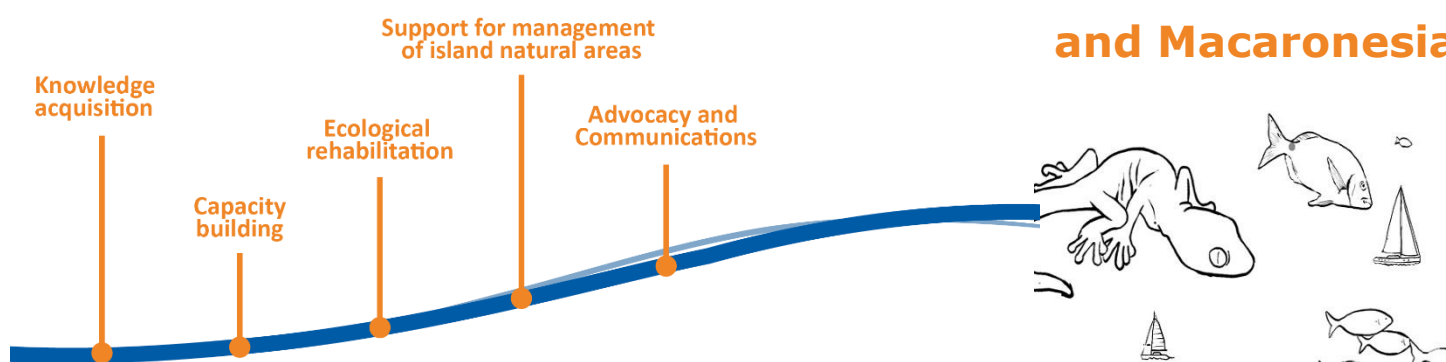 Knowledge
acquisition
Capacity
building
Ecological
rehabilitation
Support for management
of island natural areas
Advocacy and
Communications
and Macaronesia